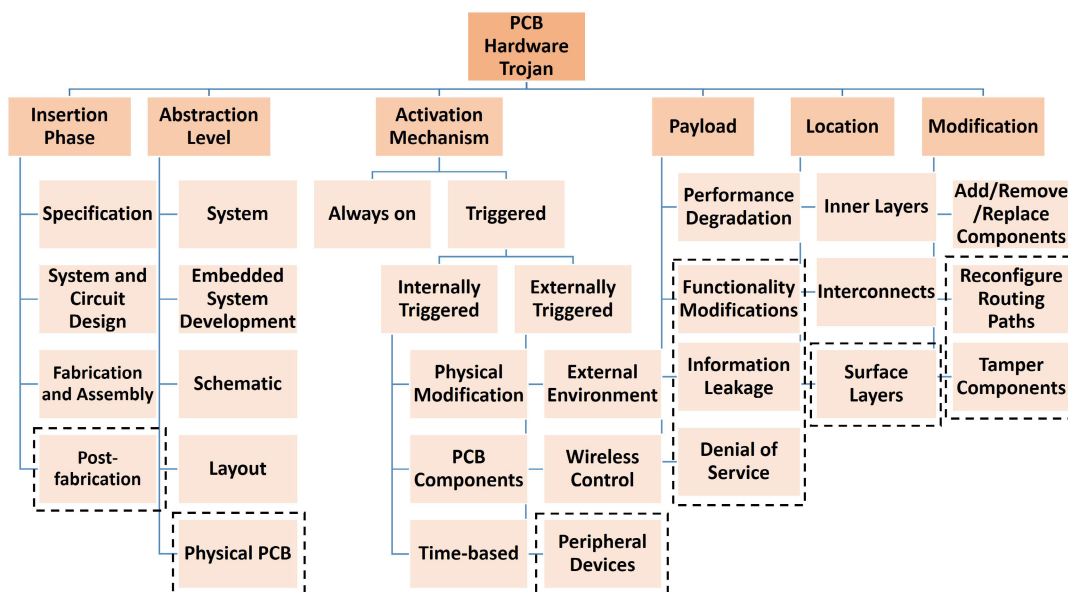 PCB
Hardware
Trojan
Insertion
Phase
Abstraction
Level
Activation
Mechanism
Payload
Location
Modification
Specification
System and
Circuit
Design
Fabrication
and Assembly
Post-
fabrication
System
Embedded
System
Development
Schematic
Layout
Physical PCB
Always on
Triggered
Internally
Triggered
Externally
Triggered
Physical
Modification
PCB
Components
Time-based
External
Environment
Wireless
Control
Peripheral
Devices
Performance
Degradation
Functionality
Modifications
Information
Leakage
Denial of
Service
Inner Layers
Interconnects
Surface
Layers
Add/Remove
/Replace
Components
Reconfigure
Routing
Paths
Tamper
Components